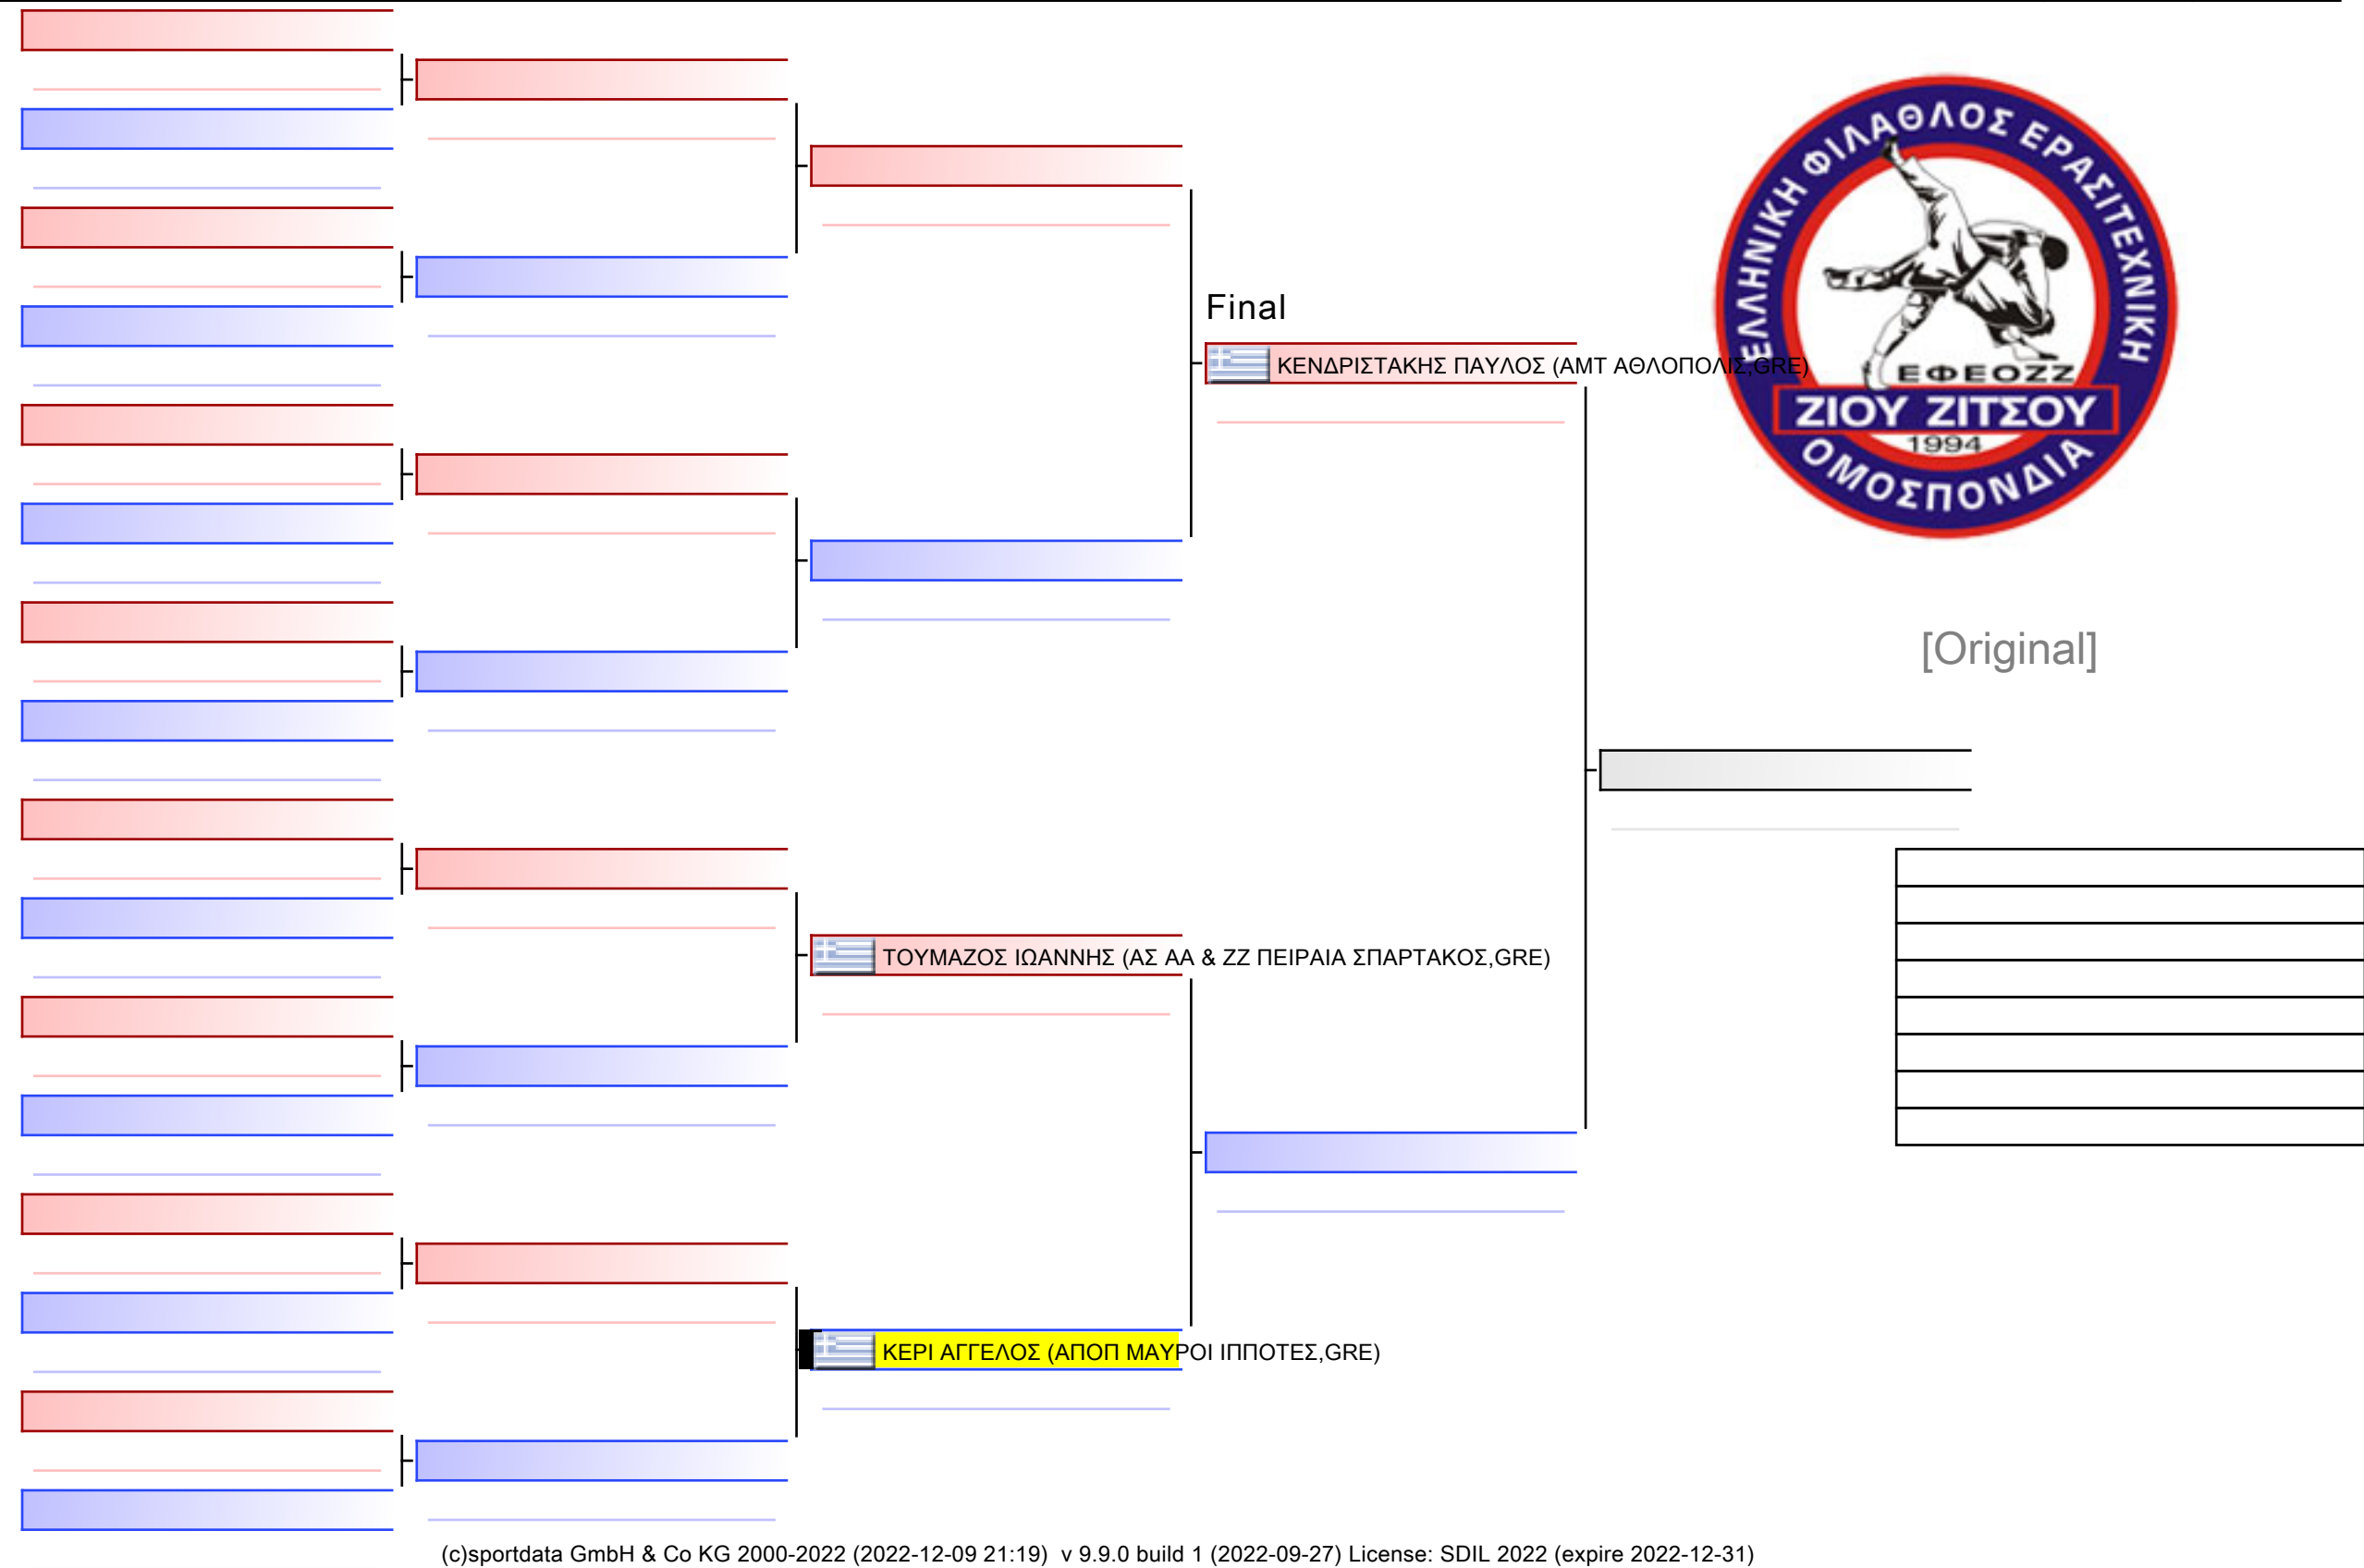 ΕΛΛΗΝΙΚΗ ΦΙΛΑΘΛΟΣ ΕΡΑΣΙΤΕΧΝΙΚΗ
Final
ΚΕΝΔΡΙΣΤΑΚΗΣ ΠΑΥΛΟΣ (ΑΜΤ ΑΘΛΟΠΟΛΙΣ,GRE)
ΕΦΕΟΖΖ
ΖΙΟΥ ΖΙΤΣΟΥ
1994
ΟΜΟΣΠΟΝΔΙΑ
[Original]
ΤΟΥΜΑΖΟΣ ΙΩΑΝΝΗΣ (ΑΣ ΑΑ & ΖΖ ΠΕΙΡΑΙΑ ΣΠΑΡΤΑΚΟΣ,GRE)
ΚΕΡΙ ΑΓΓΕΛΟΣ (ΑΠΟΠ ΜΑΥΡΟΙ ΙΠΠΟΤΕΣ,GRE)
(c)sportdata GmbH & Co KG 2000-2022 (2022-12-09 21:19)  v 9.9.0 build 1 (2022-09-27) License: SDIL 2022 (expire 2022-12-31)